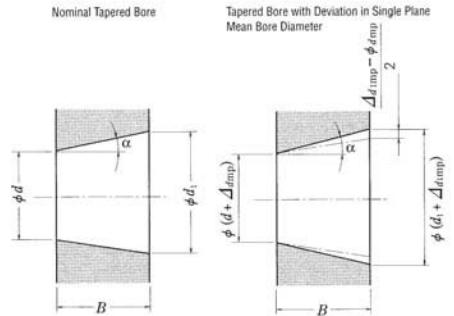 Nominal Tapered Bore
Tapered Bore with Deviation in Single Plane
Mean Bore Diameter
Δd1mp − φdmp
2
α
φd
φd₁
B
α
φ (d + Δdmp)
φ (d₁ + Δd1mp)
B